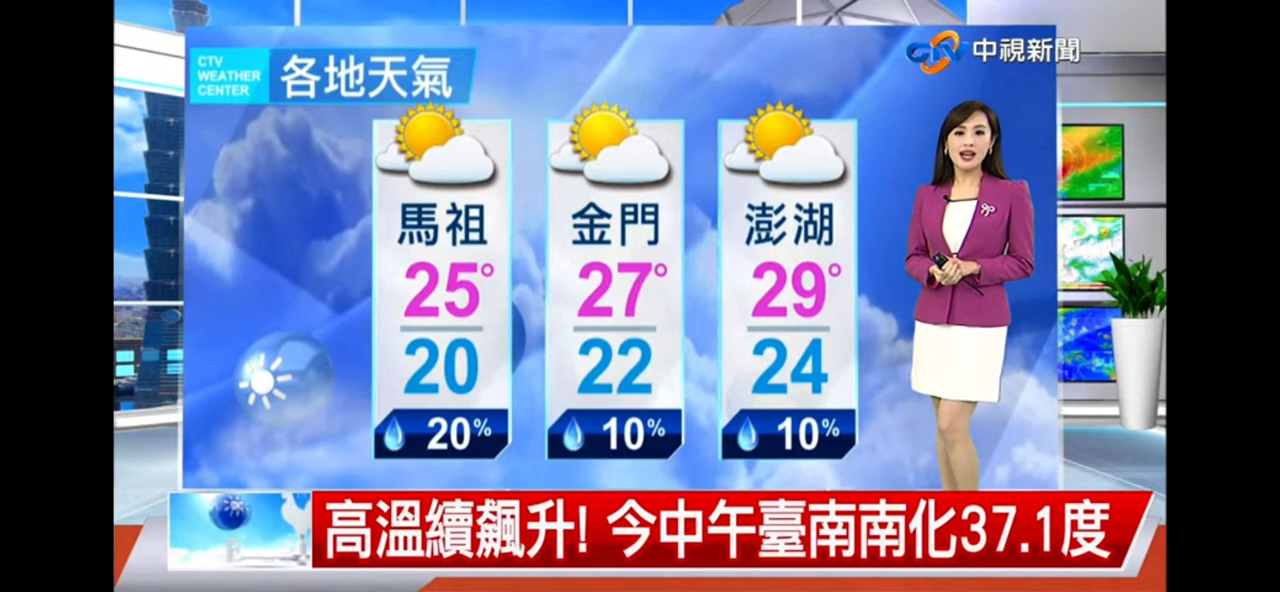 CTV
WEATHER
CENTER
各地天氣
CTV 中視新聞
馬祖
25°
20
20%
金門
27°
22
10%
澎湖
29°
24
10%
高溫續飆升! 今中午臺南南化37.1度